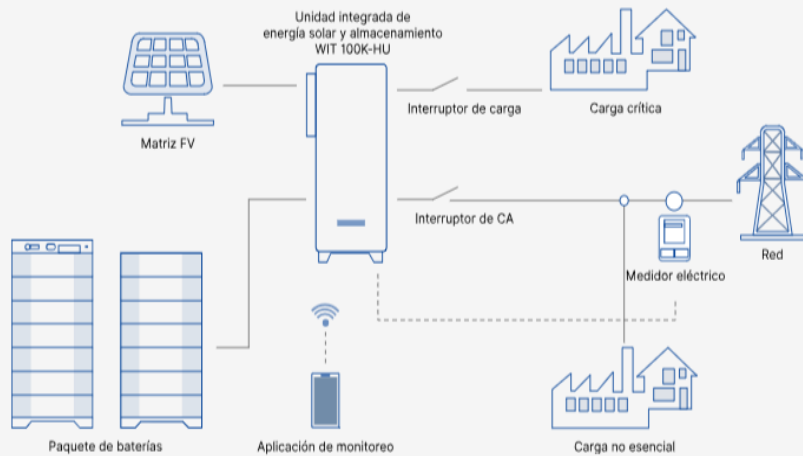 Unidad integrada de
energía solar y almacenamiento
WIT 100K-HU
Matriz FV
Interruptor de carga
Carga crítica
Interruptor de CA
Medidor eléctrico
Red
Paquete de baterías
Aplicación de monitoreo
Carga no esencial